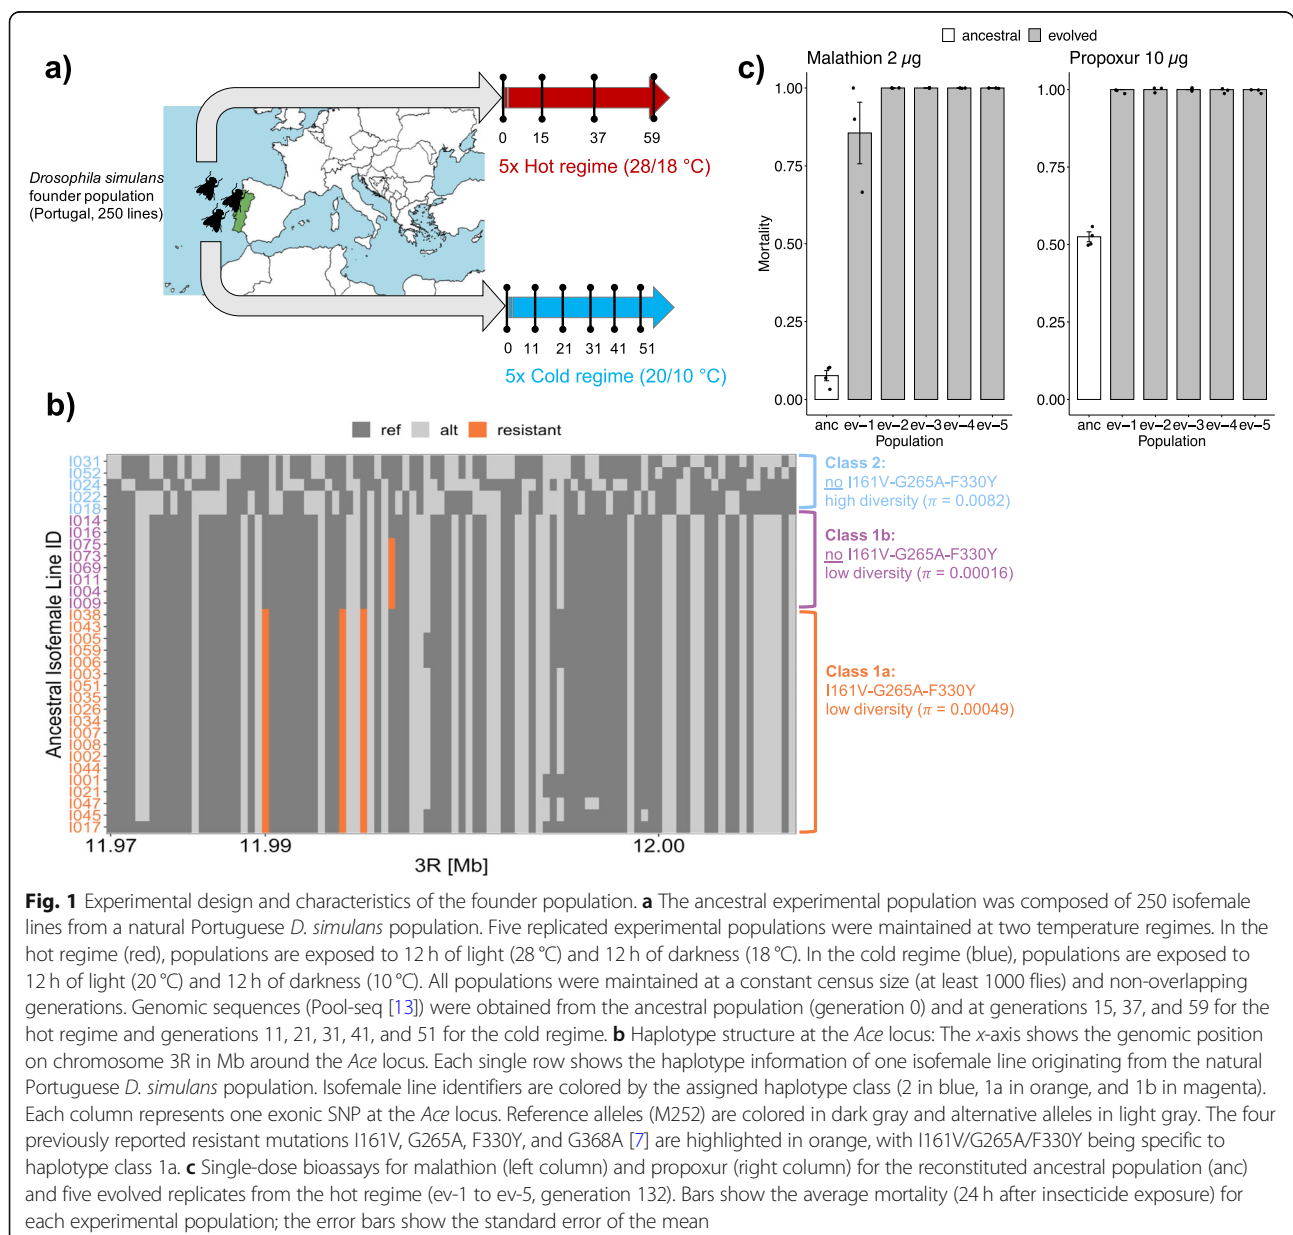 a)
Drosophila simulans
founder population
(Portugal, 250 lines)
0 15 37 59
5x Hot regime (28/18 °C)
0 11 21 31 41 51
5x Cold regime (20/10 °C)
c)
ancestral evolved
Malathion 2 µg
Propoxur 10 µg
Mortality
1.00
0.75
0.50
0.25
0.00
anc ev-1 ev-2 ev-3 ev-4 ev-5
Population
1.00
0.75
0.50
0.25
0.00
anc ev-1 ev-2 ev-3 ev-4 ev-5
Population
b)
ref alt resistant
Ancestral Isofemale Line ID
I031
I052
I024
I022
I018
I014
I016
I075
I073
I069
I011
I004
I009
I038
I043
I005
I059
I006
I003
I051
I035
I026
I034
I007
I008
I002
I044
I001
I021
I047
I045
I017
11.97 11.99 12.00
3R [Mb]
Class 2:
no I161V-G265A-F330Y
high diversity (π = 0.0082)
Class 1b:
no I161V-G265A-F330Y
low diversity (π = 0.00016)
Class 1a:
I161V-G265A-F330Y
low diversity (π = 0.00049)
Fig. 1 Experimental design and characteristics of the founder population. a The ancestral experimental population was composed of 250 isofemale
lines from a natural Portuguese D. simulans population. Five replicated experimental populations were maintained at two temperature regimes. In the
hot regime (red), populations are exposed to 12 h of light (28 °C) and 12 h of darkness (18 °C). In the cold regime (blue), populations are exposed to
12 h of light (20 °C) and 12 h of darkness (10 °C). All populations were maintained at a constant census size (at least 1000 flies) and non-overlapping
generations. Genomic sequences (Pool-seq [13]) were obtained from the ancestral population (generation 0) and at generations 15, 37, and 59 for the
hot regime and generations 11, 21, 31, 41, and 51 for the cold regime. b Haplotype structure at the Ace locus: The x-axis shows the genomic position
on chromosome 3R in Mb around the Ace locus. Each single row shows the haplotype information of one isofemale line originating from the natural
Portuguese D. simulans population. Isofemale line identifiers are colored by the assigned haplotype class (2 in blue, 1a in orange, and 1b in magenta).
Each column represents one exonic SNP at the Ace locus. Reference alleles (M252) are colored in dark gray and alternative alleles in light gray. The four
previously reported resistant mutations I161V, G265A, F330Y, and G368A [7] are highlighted in orange, with I161V/G265A/F330Y being specific to
haplotype class 1a. c Single-dose bioassays for malathion (left column) and propoxur (right column) for the reconstituted ancestral population (anc)
and five evolved replicates from the hot regime (ev-1 to ev-5, generation 132). Bars show the average mortality (24 h after insecticide exposure) for
each experimental population; the error bars show the standard error of the mean